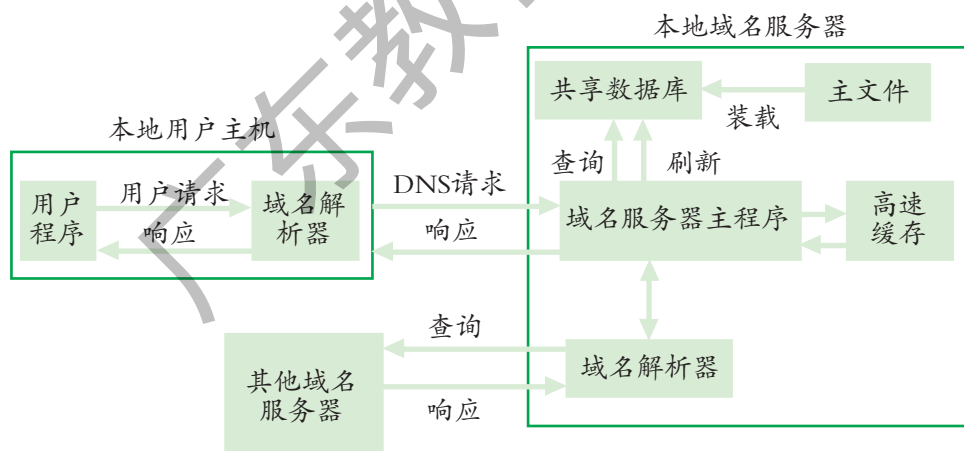 本地域名服务器
共享数据库
主文件
装载
本地用户主机
查询
刷新
用户
程序
用户请求
响应
域名解
析器
DNS请求
响应
域名服务器主程序
高速
缓存
查询
域名解析器
其他域名
服务器
响应
广东教